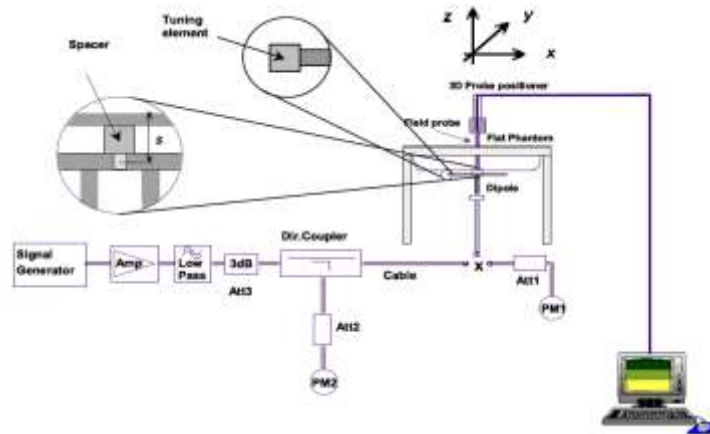 Tuning
element
Spacer
s
z
y
x
3D Probe positioner
Field probe
Flat Phantom
Dipole
Dir.Coupler
Signal
Generator
Amp
Low
Pass
3dB
Att3
Cable
X
Att1
PM1
Att2
PM2